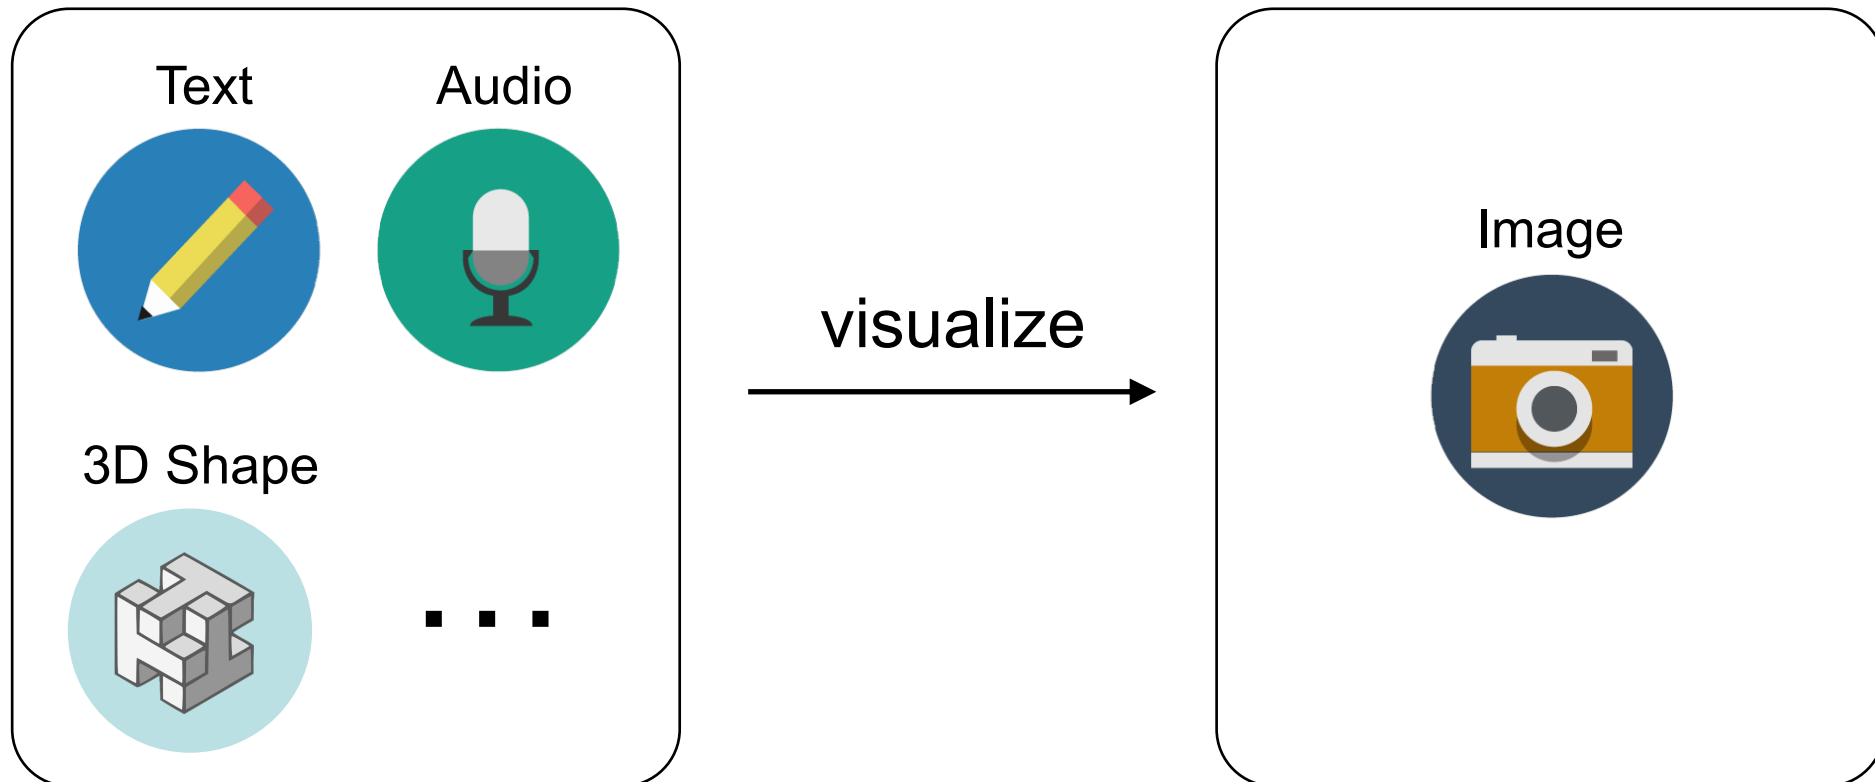 Text
Audio
3D Shape
. . .
visualize
Image